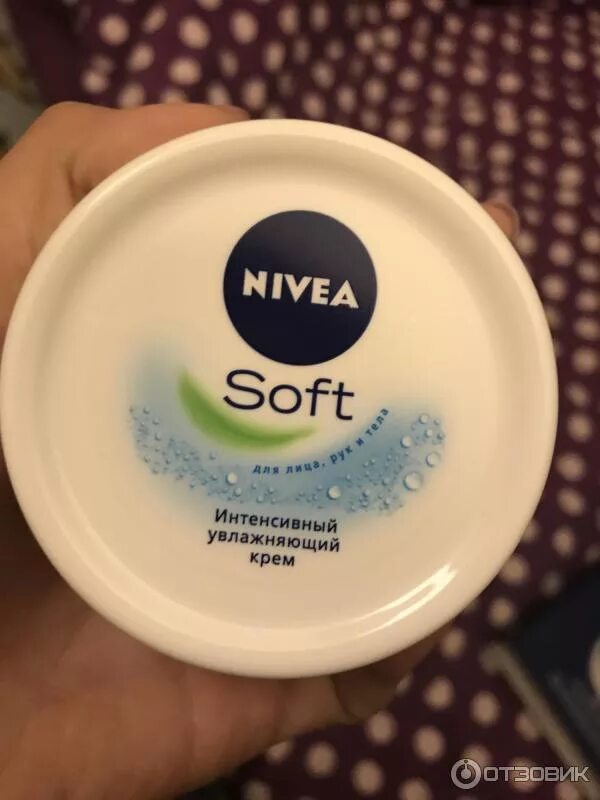 NIVEA
Soft
для лица, рук и тела
Интенсивный
увлажняющий
крем
ОТЗОВИК